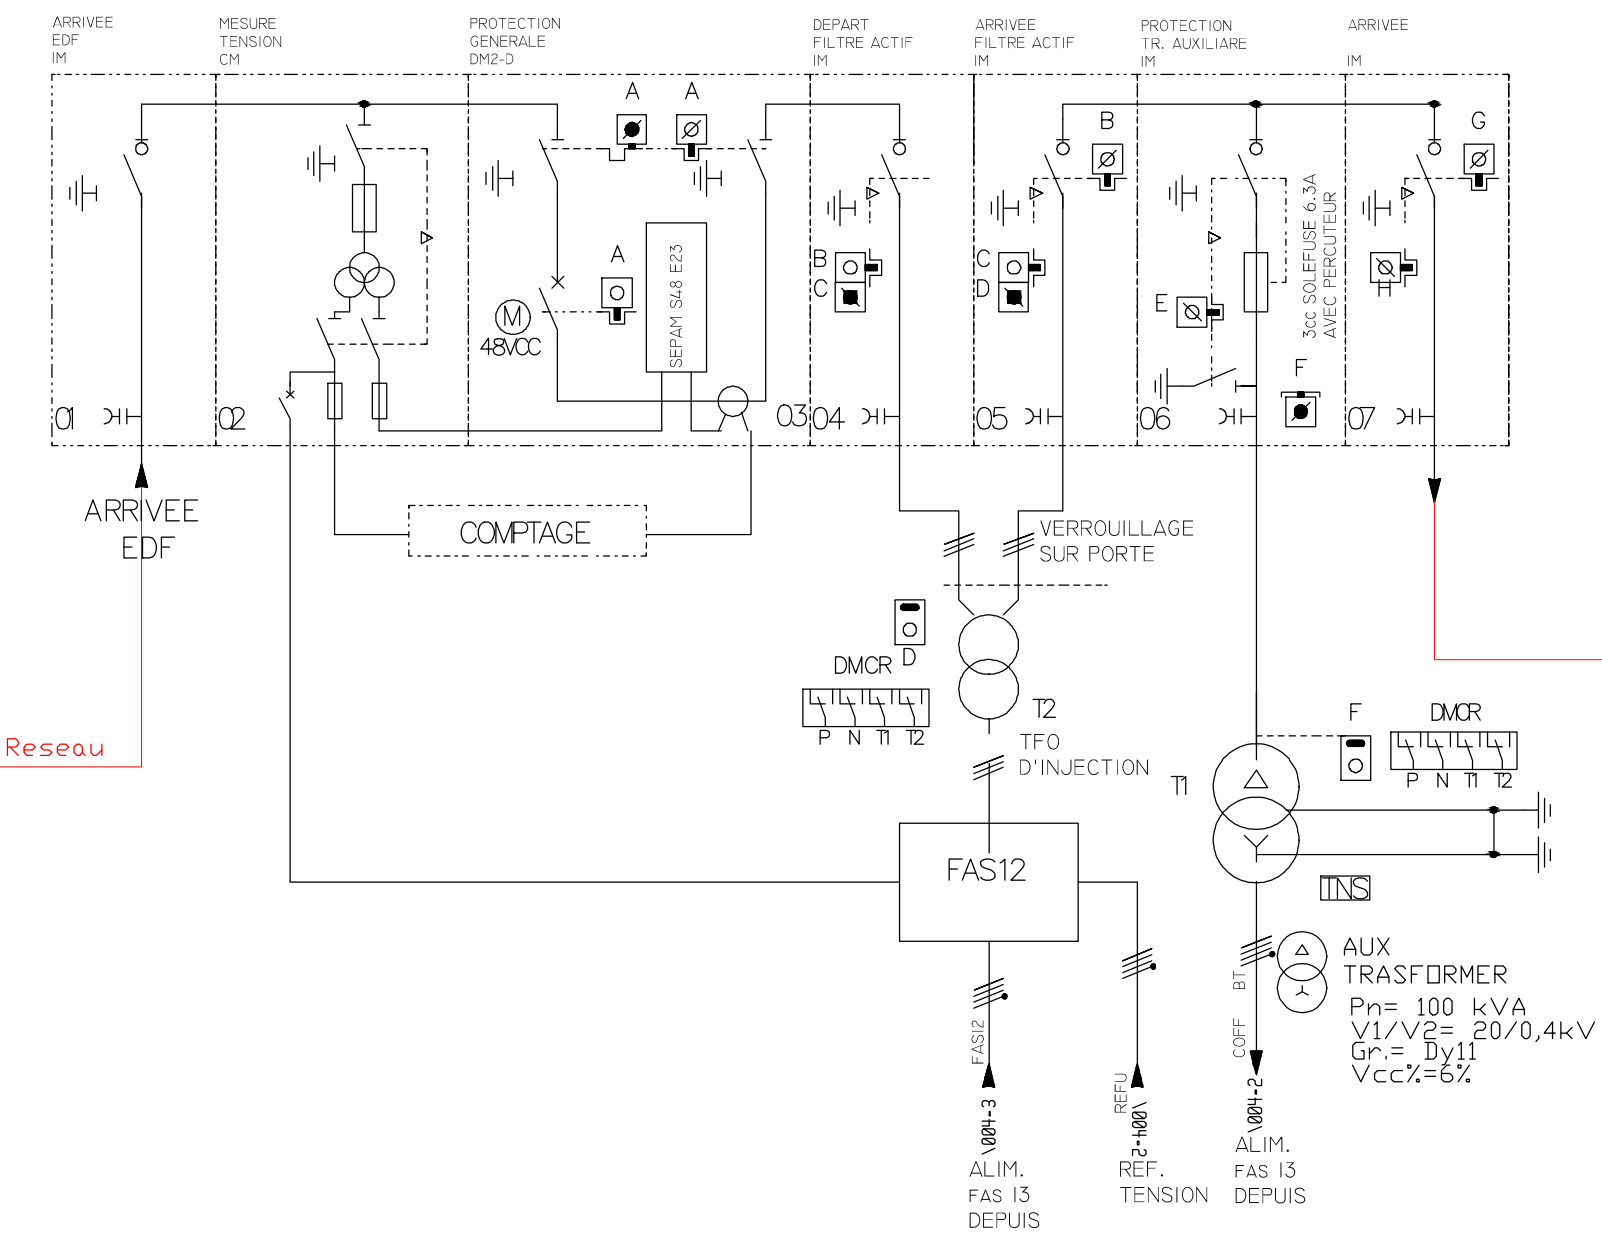 ARRIVEE
EDF
IM
MESURE
TENSION
CM
PROTECTION
GENERALE
DM2-D
DEPART
FILTRE ACTIF
IM
ARRIVEE
FILTRE ACTIF
IM
PROTECTION
TR. AUXILIARE
IM
ARRIVEE
IM
A
A
B
G
A
B
C
C
D
E
F
H
SEPAM S48 E23
M
48VCC
3cc SOLEFUSE 6.3A
AVEC PERCUTEUR
01
02
03
04
05
06
07
ARRIVEE
EDF
COMPTAGE
VERROUILLAGE
SUR PORTE
D
DMCR
P N T1 T2
T2
TFO
D'INJECTION
Reseau
F
DMCR
P N T1 T2
T1
FAS12
TNS
AUX
TRASFORMER
Pn= 100 kVA
V1/V2= 20/0,4kV
Gr.= Dy11
Vcc%=6%
FAS12
REFU
COFF BT
\004-3
\004-2
\004-2
ALIM.
FAS 13
DEPUIS
REF.
TENSION
ALIM.
FAS 13
DEPUIS